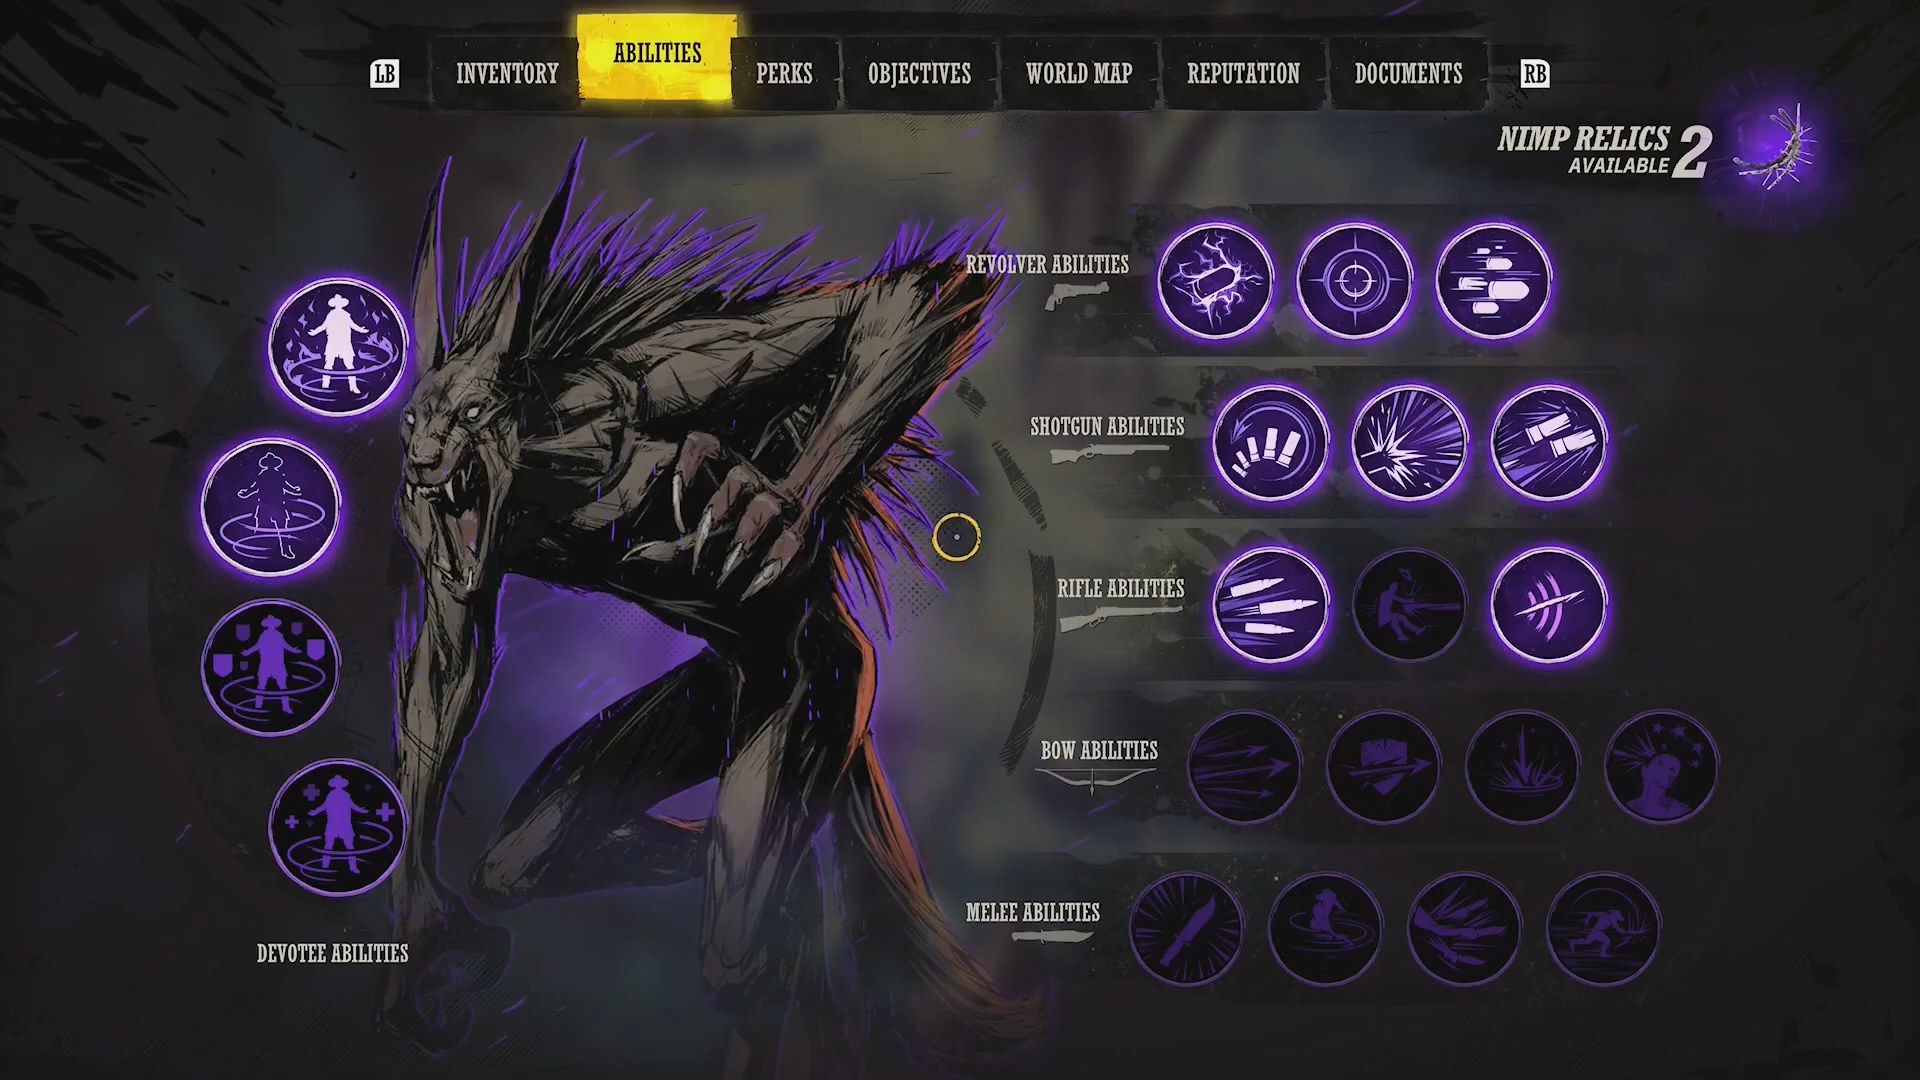 LB
INVENTORY
ABILITIES
PERKS
OBJECTIVES
WORLD MAP
REPUTATION
DOCUMENTS
RB
NIMP RELICS
AVAILABLE 2
REVOLVER ABILITIES
SHOTGUN ABILITIES
RIFLE ABILITIES
BOW ABILITIES
MELEE ABILITIES
DEVOTEE ABILITIES